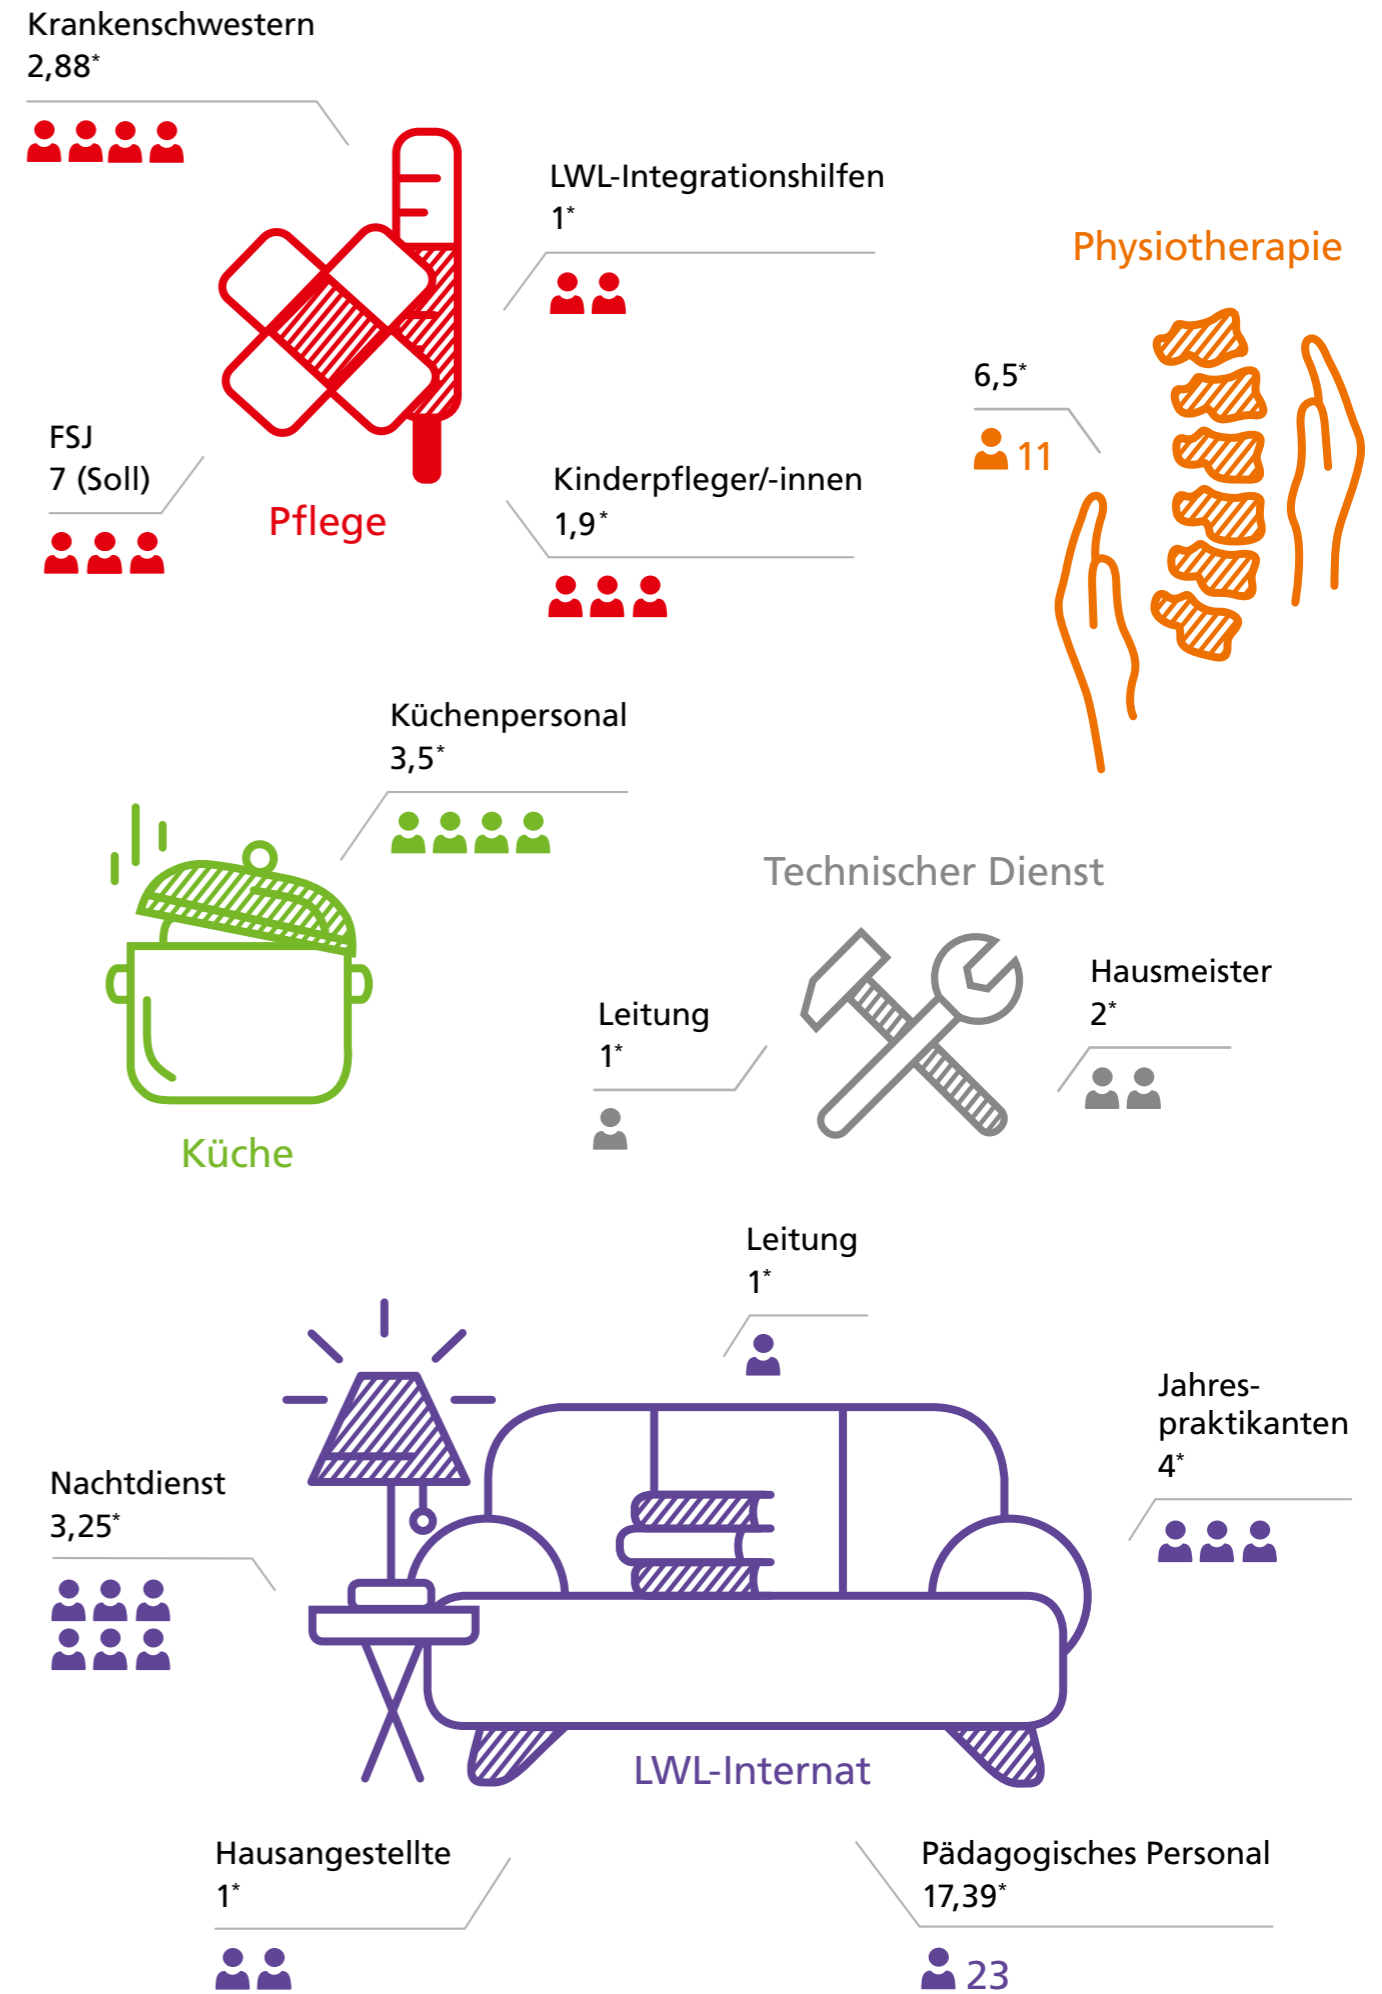 Krankenschwestern
2,88*
LWL-Integrationshilfen
1*
Physiotherapie
6,5*
11
FSJ
7 (Soll)
Pflege
Kinderpfleger/-innen
1,9*
Küchenpersonal
3,5*
Küche
Technischer Dienst
Leitung
1*
Hausmeister
2*
Leitung
1*
Jahres-
praktikanten
4*
Nachtdienst
3,25*
LWL-Internat
Hausangestellte
1*
Pädagogisches Personal
17,39*
23